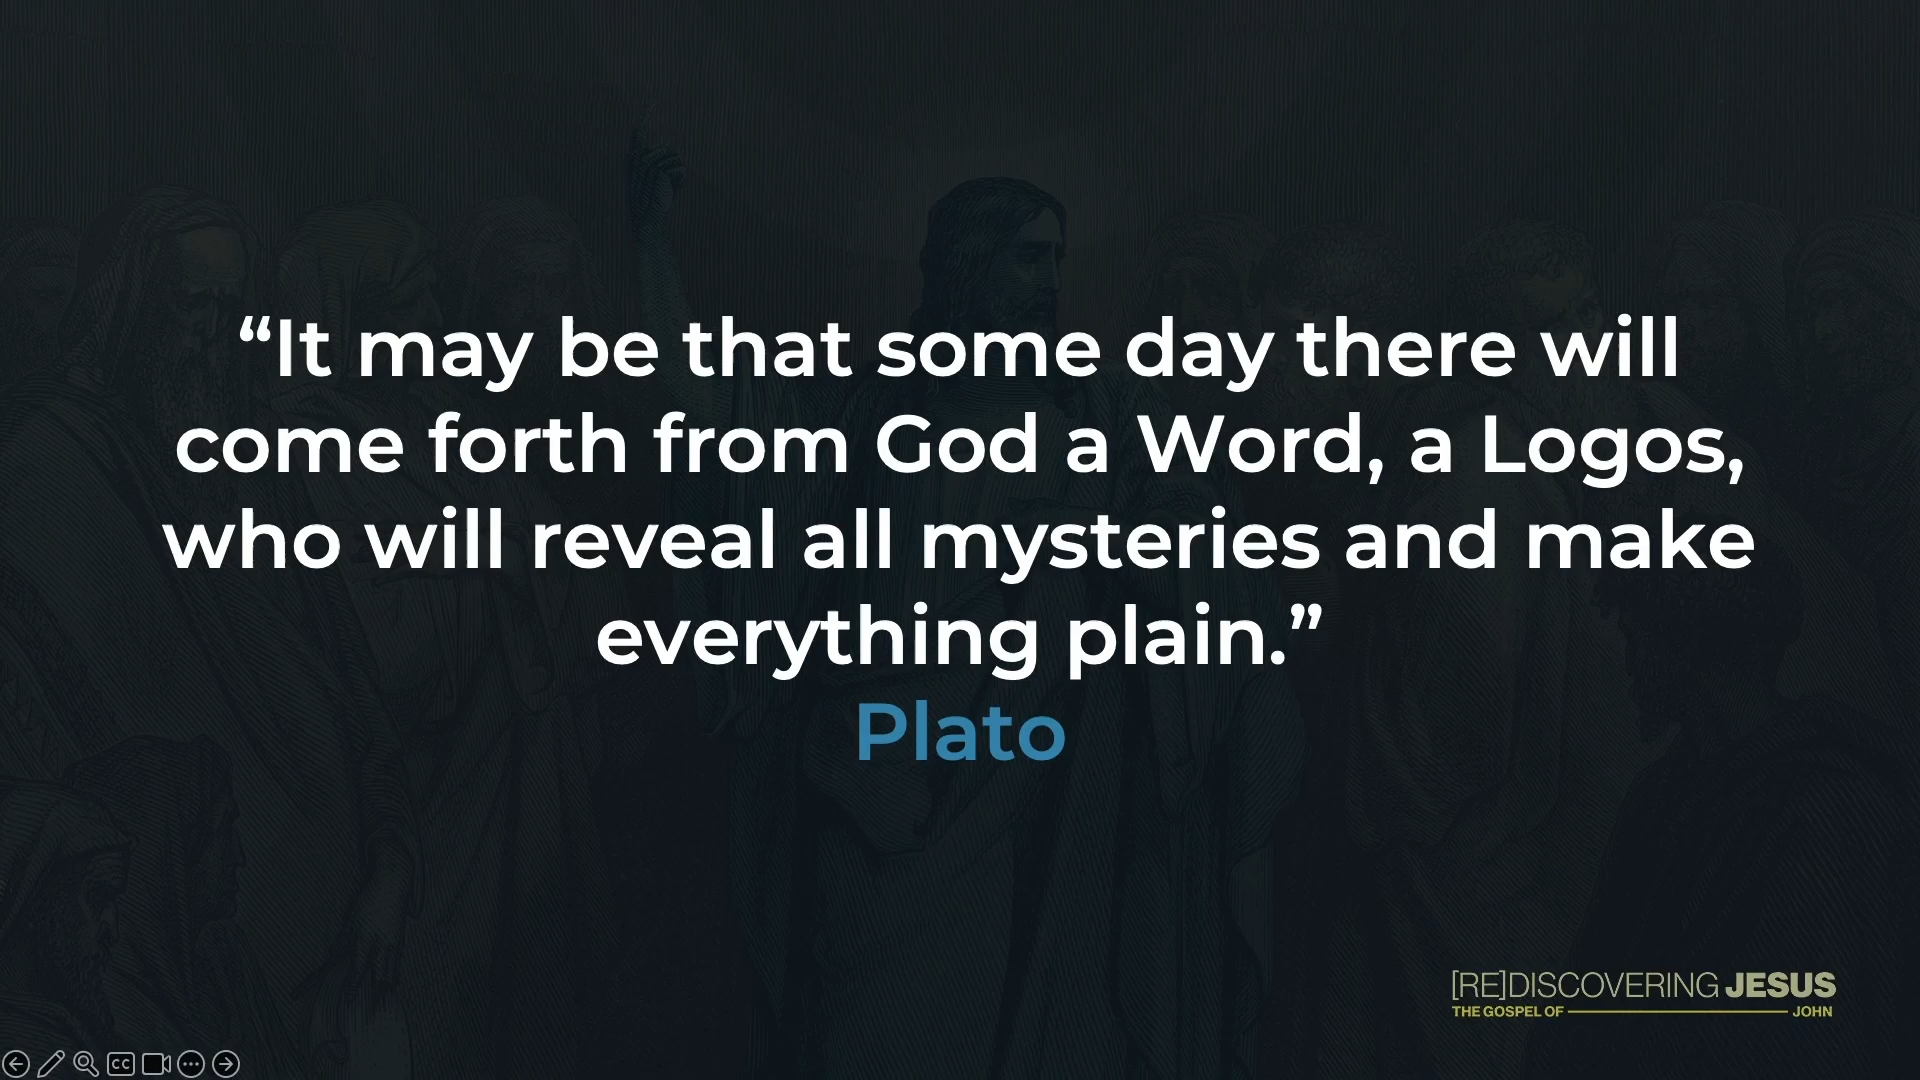 “It may be that some day there will
come forth from God a Word, a Logos,
who will reveal all mysteries and make
everything plain.”
Plato
[RE]DISCOVERING JESUS
THE GOSPEL OF JOHN
CC